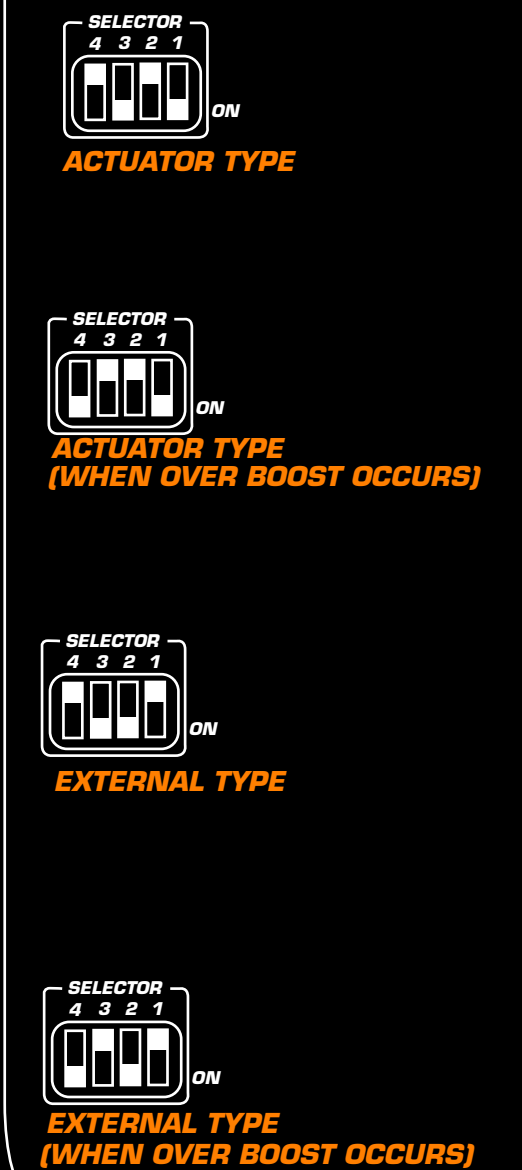 SELECTOR
4 3 2 1
ON
ACTUATOR TYPE
SELECTOR
4 3 2 1
ON
ACTUATOR TYPE
(WHEN OVER BOOST OCCURS)
SELECTOR
4 3 2 1
ON
EXTERNAL TYPE
SELECTOR
4 3 2 1
ON
EXTERNAL TYPE
(WHEN OVER BOOST OCCURS)